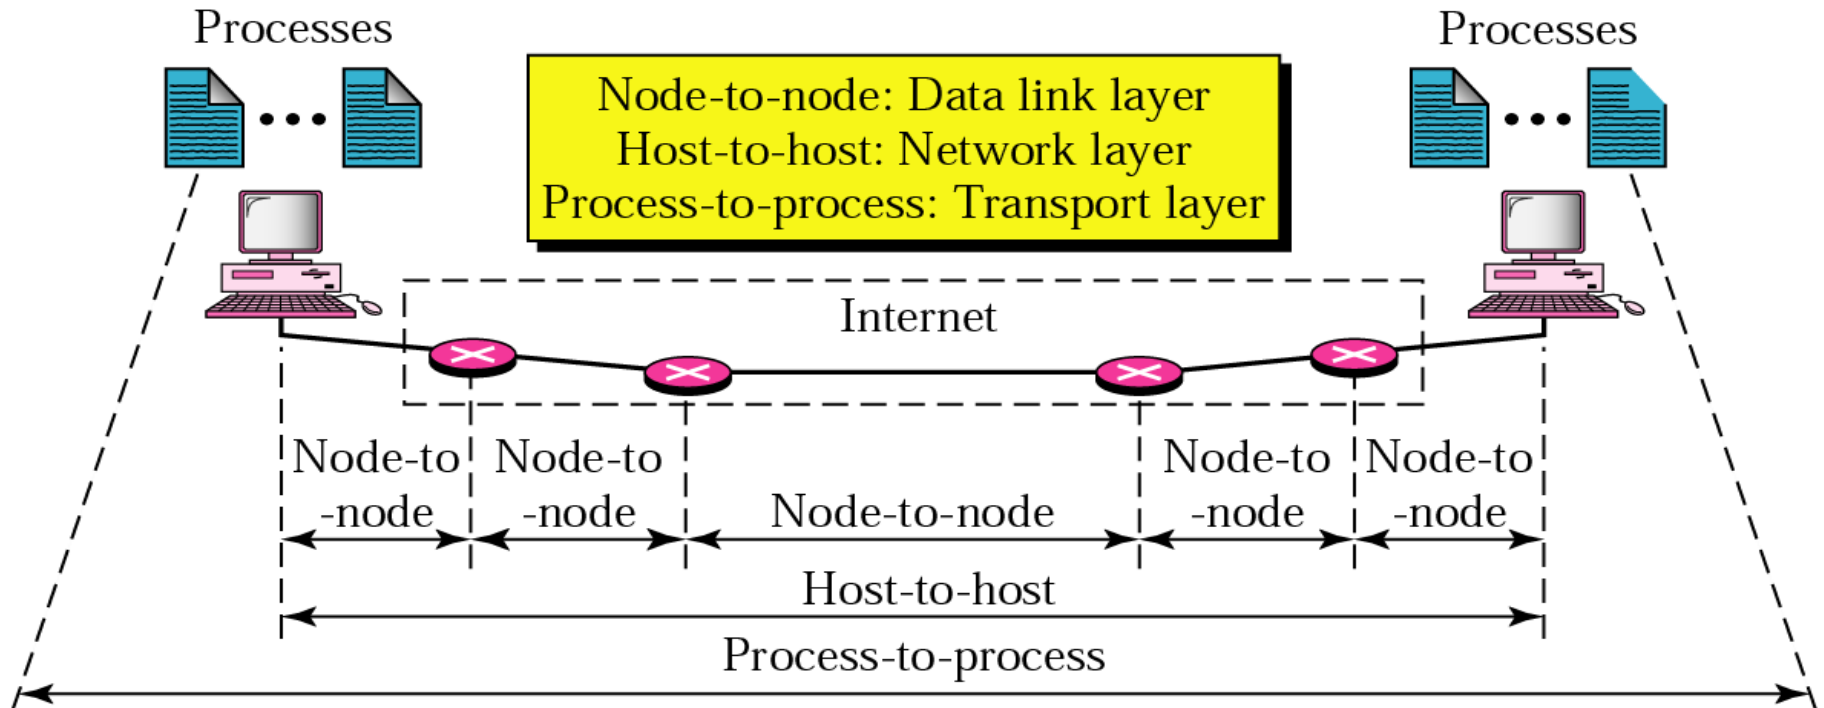 Processes
Processes
Node-to-node: Data link layer
Host-to-host: Network layer
Process-to-process: Transport layer
Internet
Node-to
-node
Node-to
-node
Node-to-node
Node-to
-node
Node-to
-node
Host-to-host
Process-to-process